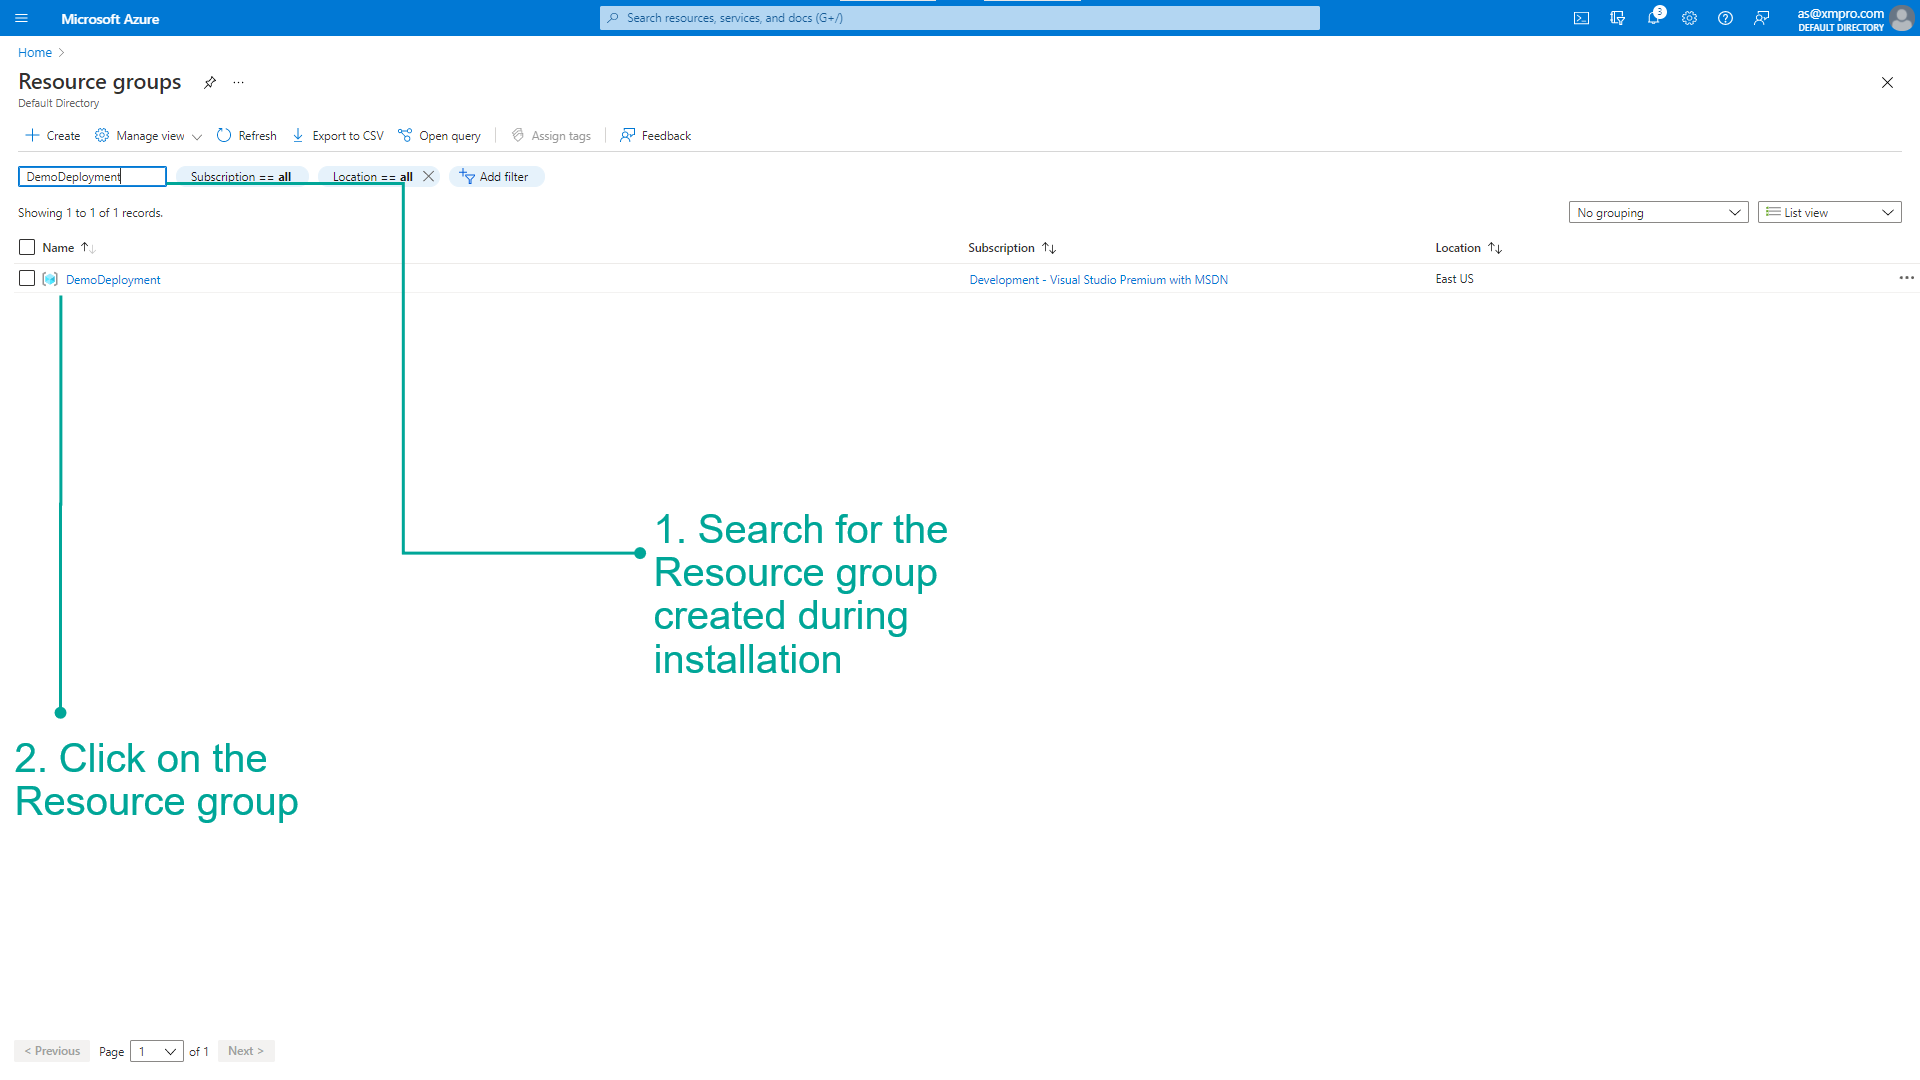 Microsoft Azure
Search resources, services, and docs (G+/)
3
as@xmpro.com
DEFAULT DIRECTORY
Home
Resource groups
Default Directory
Create
Manage view
Refresh
Export to CSV
Open query
Assign tags
Feedback
DemoDeployment
Subscription == all
Location == all
Add filter
Showing 1 to 1 of 1 records.
No grouping
List view
Name
Subscription
Location
DemoDeployment
Development - Visual Studio Premium with MSDN
East US
1. Search for the
Resource group
created during
installation
2. Click on the
Resource group
< Previous
Page
1
of 1
Next >